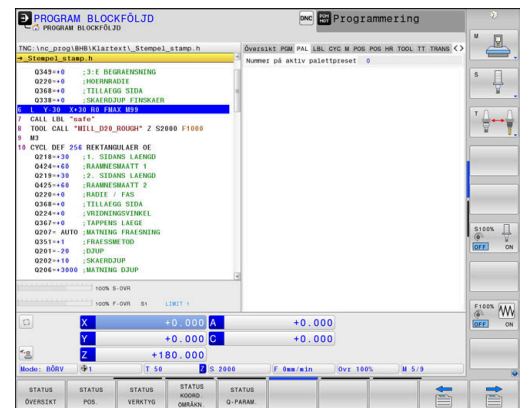 PROGRAM BLOCKFÖLJD
PROGRAM BLOCKFÖLJD
DNC
Programmering
TNC:\nc_prog\BHB\Klartext\_Stempel_stamp.h
→_Stempel_stamp.h
Q349=+0 ;3:E BEGRAENSNING
Q220=+0 ;HOERNRADIE
Q368=+0 ;TILLAEGG SIDA
Q338=+0 ;SKAERDJUP FINSKAER
6 L Y-30 X+30 R0 FMAX M99
7 CALL LBL "safe"
8 TOOL CALL "MILL_D20_ROUGH" Z S2000 F1000
9 M3
10 CYCL DEF 256 REKTANGULAER OE
Q218=+30 ;1. SIDANS LAENGD
Q424=+60 ;RAAMNESMAATT 1
Q219=+30 ;2. SIDANS LAENGD
Q425=+60 ;RAAMNESMAATT 2
Q220=+0 ;RADIE / FAS
Q368=+0 ;TILLAEGG SIDA
Q224=+0 ;VRIDNINGSVINKEL
Q367=+0 ;TAPPENS LAEGE
Q207= AUTO ;MATNING FRAESNING
Q351=+1 ;FRAESSMETOD
Q201=-20 ;DJUP
Q202=+10 ;SKAERDJUP
Q206=+3000 ;MATNING DJUP
Översikt PGM PAL LBL CYC M POS POS HR TOOL TT TRANS
Nummer på aktiv palettpreset 0
100% S-OVR
100% F-OVR S1 LIMIT 1
X +0.000 A +0.000
Y +0.000 C +0.000
Z +180.000
Mode: BÖRV 1 T 50 Z S 2000 F 0mm/min Ovr 100% M 5/9
STATUS ÖVERSIKT
STATUS POS.
STATUS VERKTYG
STATUS KOORD. OMRÄKN.
STATUS Q-PARAM.
M
S
T
S100%
OFF ON
F100%
OFF ON